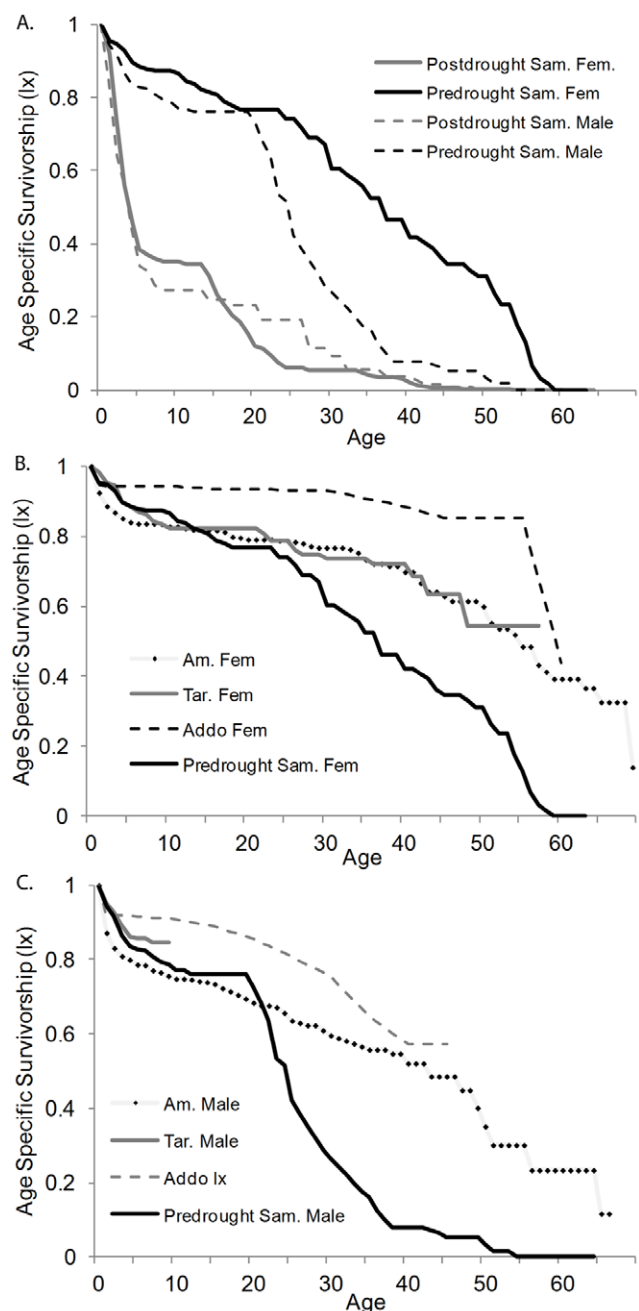 A.
Age Specific Survivorship (lx)
1
0.8
0.6
0.4
0.2
0
Postdrought Sam. Fem.
Predrought Sam. Fem
Postdrought Sam. Male
Predrought Sam. Male
0 10 20 30 40 50 60
Age
B.
Age Specific Survivorship (lx)
1
0.8
0.6
0.4
0.2
0
Am. Fem
Tar. Fem
Addo Fem
Predrought Sam. Fem
0 10 20 30 40 50 60
Age
C.
Age Specific Survivorship (lx)
1
0.8
0.6
0.4
0.2
0
Am. Male
Tar. Male
Addo lx
Predrought Sam. Male
0 10 20 30 40 50 60
Age